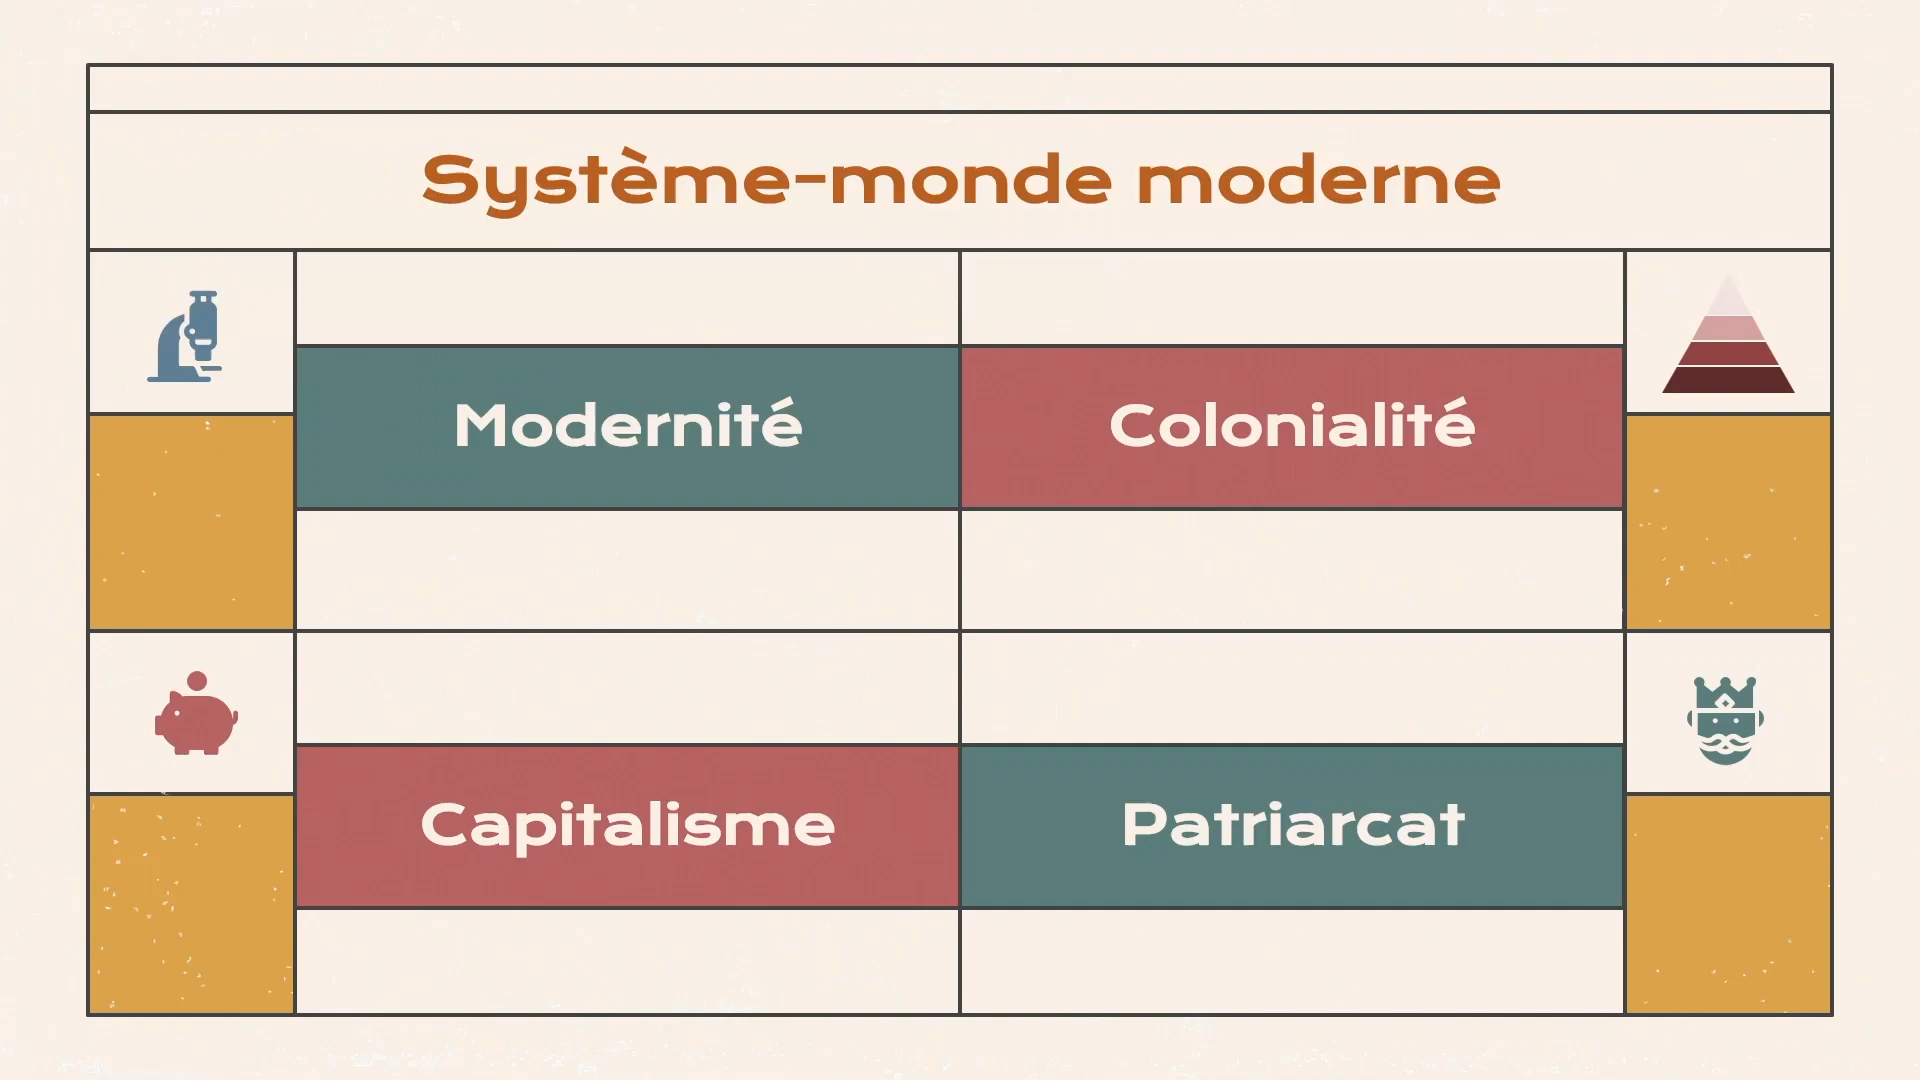 Système-monde moderne
Modernité
Colonialité
Capitalisme
Patriarcat